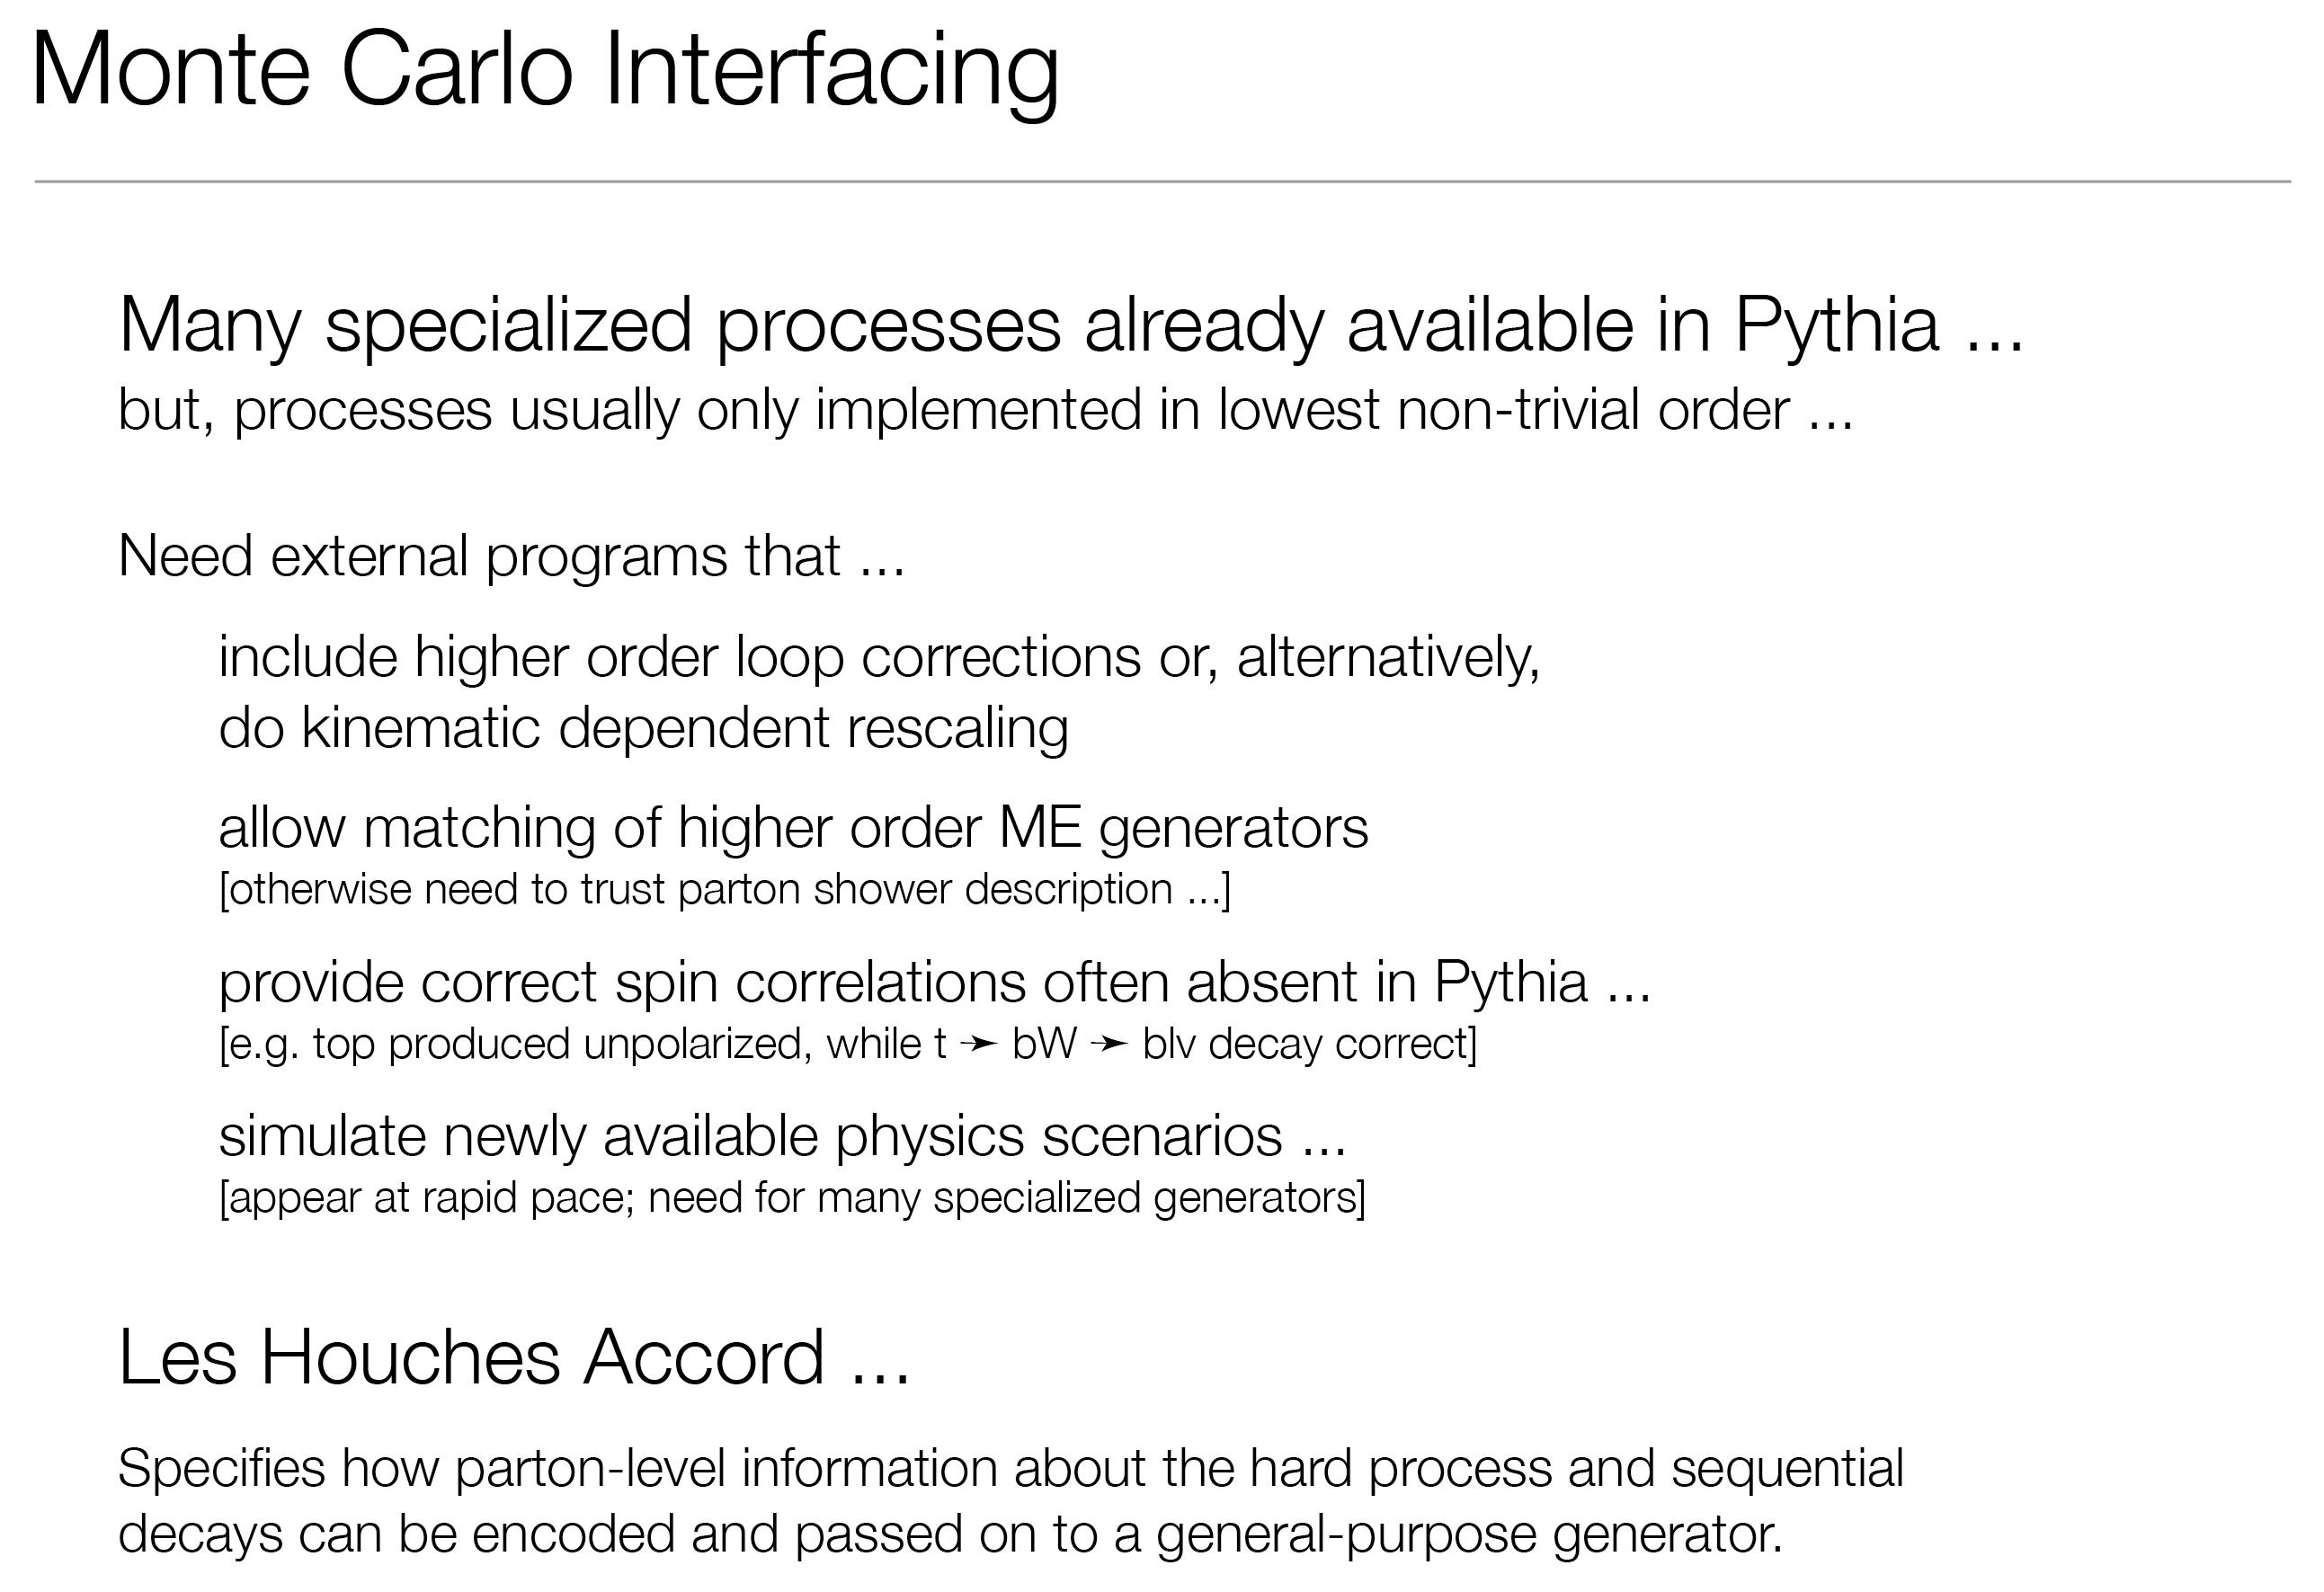 Monte Carlo Interfacing
Many specialized processes already available in Pythia ...
but, processes usually only implemented in lowest non-trivial order ...
Need external programs that ...
include higher order loop corrections or, alternatively,
do kinematic dependent rescaling
allow matching of higher order ME generators
[otherwise need to trust parton shower description ...]
provide correct spin correlations often absent in Pythia ...
[e.g. top produced unpolarized, while t ➛ bW ➛ blν decay correct]
simulate newly available physics scenarios ...
[appear at rapid pace; need for many specialized generators]
Les Houches Accord ...
Specifies how parton-level information about the hard process and sequential
decays can be encoded and passed on to a general-purpose generator.